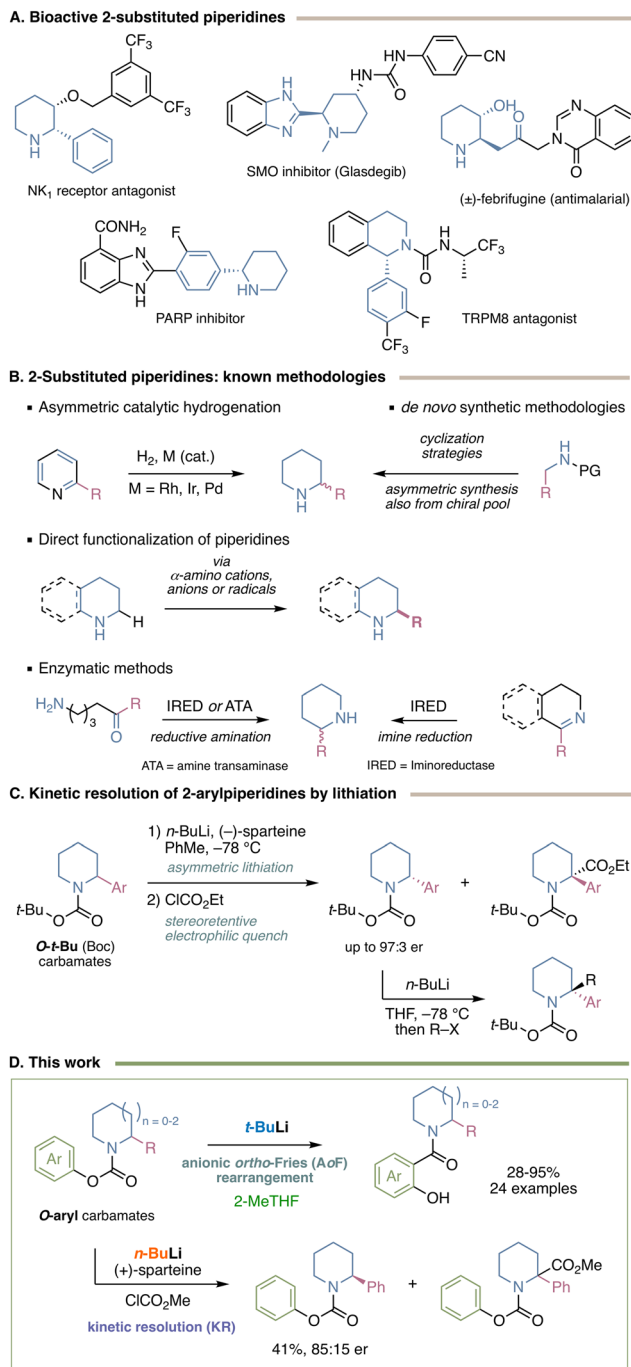 A. Bioactive 2-substituted piperidines
CF3
O
CF3
N
H
NK1 receptor antagonist
H
N
N
N
H
N
H
N
O
CN
SMO inhibitor (Glasdegib)
OH
N
H
O
N
N
O
(±)-febrifugine (antimalarial)
CONH2
N
N
H
F
HN
PARP inhibitor
N
O
H
N
CF3
F
CF3
TRPM8 antagonist
B. 2-Substituted piperidines: known methodologies
▪ Asymmetric catalytic hydrogenation
▪ de novo synthetic methodologies
N
R
H2, M (cat.)
M = Rh, Ir, Pd
N
H
R
cyclization
strategies
asymmetric synthesis
also from chiral pool
H
N
PG
R
▪ Direct functionalization of piperidines
N
H
H
via
α-amino cations,
anions or radicals
N
H
R
▪ Enzymatic methods
H2N
( )3
R
O
IRED or ATA
reductive amination
NH
R
IRED
imine reduction
N
R
ATA = amine transaminase
IRED = Iminoreductase
C. Kinetic resolution of 2-arylpiperidines by lithiation
N
Ar
t-Bu
O
O
O-t-Bu (Boc)
carbamates
1) n-BuLi, (–)-sparteine
PhMe, –78 °C
asymmetric lithiation
2) ClCO2Et
stereoretentive
electrophilic quench
N
Ar
t-Bu
O
O
up to 97:3 er
+
CO2Et
N
Ar
t-Bu
O
O
n-BuLi
THF, –78 °C
then R–X
R
N
Ar
t-Bu
O
O
D. This work
( )n = 0-2
N
R
Ar
O
O
O-aryl carbamates
t-BuLi
anionic ortho-Fries (AoF)
rearrangement
2-MeTHF
( )n = 0-2
N
R
O
Ar
OH
28-95%
24 examples
n-BuLi
(+)-sparteine
ClCO2Me
kinetic resolution (KR)
N
Ph
O
O
41%, 85:15 er
+
CO2Me
N
Ph
O
O